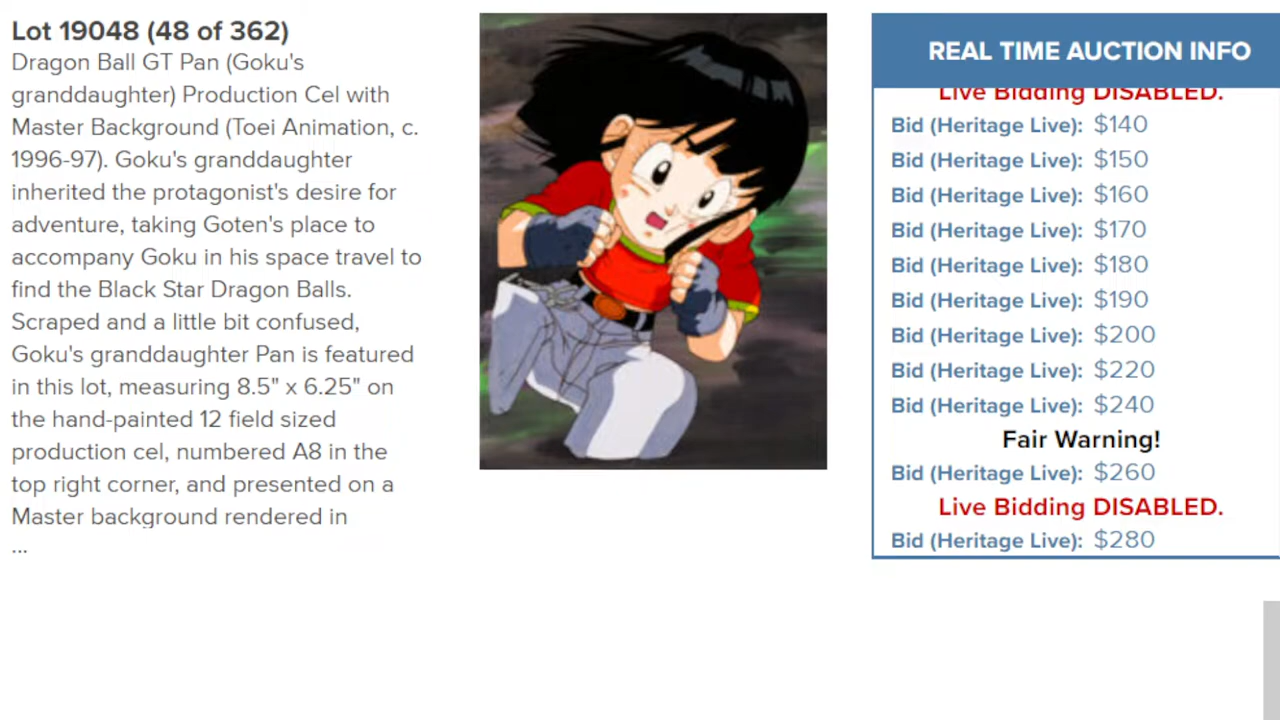 Lot 19048 (48 of 362)
Dragon Ball GT Pan (Goku's
granddaughter) Production Cel with
Master Background (Toei Animation, c.
1996-97). Goku's granddaughter
inherited the protagonist's desire for
adventure, taking Goten's place to
accompany Goku in his space travel to
find the Black Star Dragon Balls.
Scraped and a little bit confused,
Goku's granddaughter Pan is featured
in this lot, measuring 8.5" x 6.25" on
the hand-painted 12 field sized
production cel, numbered A8 in the
top right corner, and presented on a
Master background rendered in
...
REAL TIME AUCTION INFO
Live Bidding DISABLED.
Bid (Heritage Live): $140
Bid (Heritage Live): $150
Bid (Heritage Live): $160
Bid (Heritage Live): $170
Bid (Heritage Live): $180
Bid (Heritage Live): $190
Bid (Heritage Live): $200
Bid (Heritage Live): $220
Bid (Heritage Live): $240
Fair Warning!
Bid (Heritage Live): $260
Live Bidding DISABLED.
Bid (Heritage Live): $280